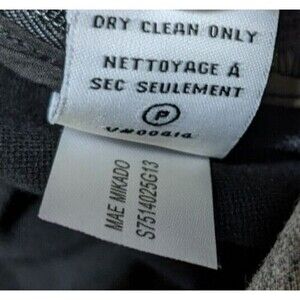 DRY CLEAN ONLY
NETTOYAGE À
SEC SEULEMENT
P
MAE MIKADO
S7514025G13